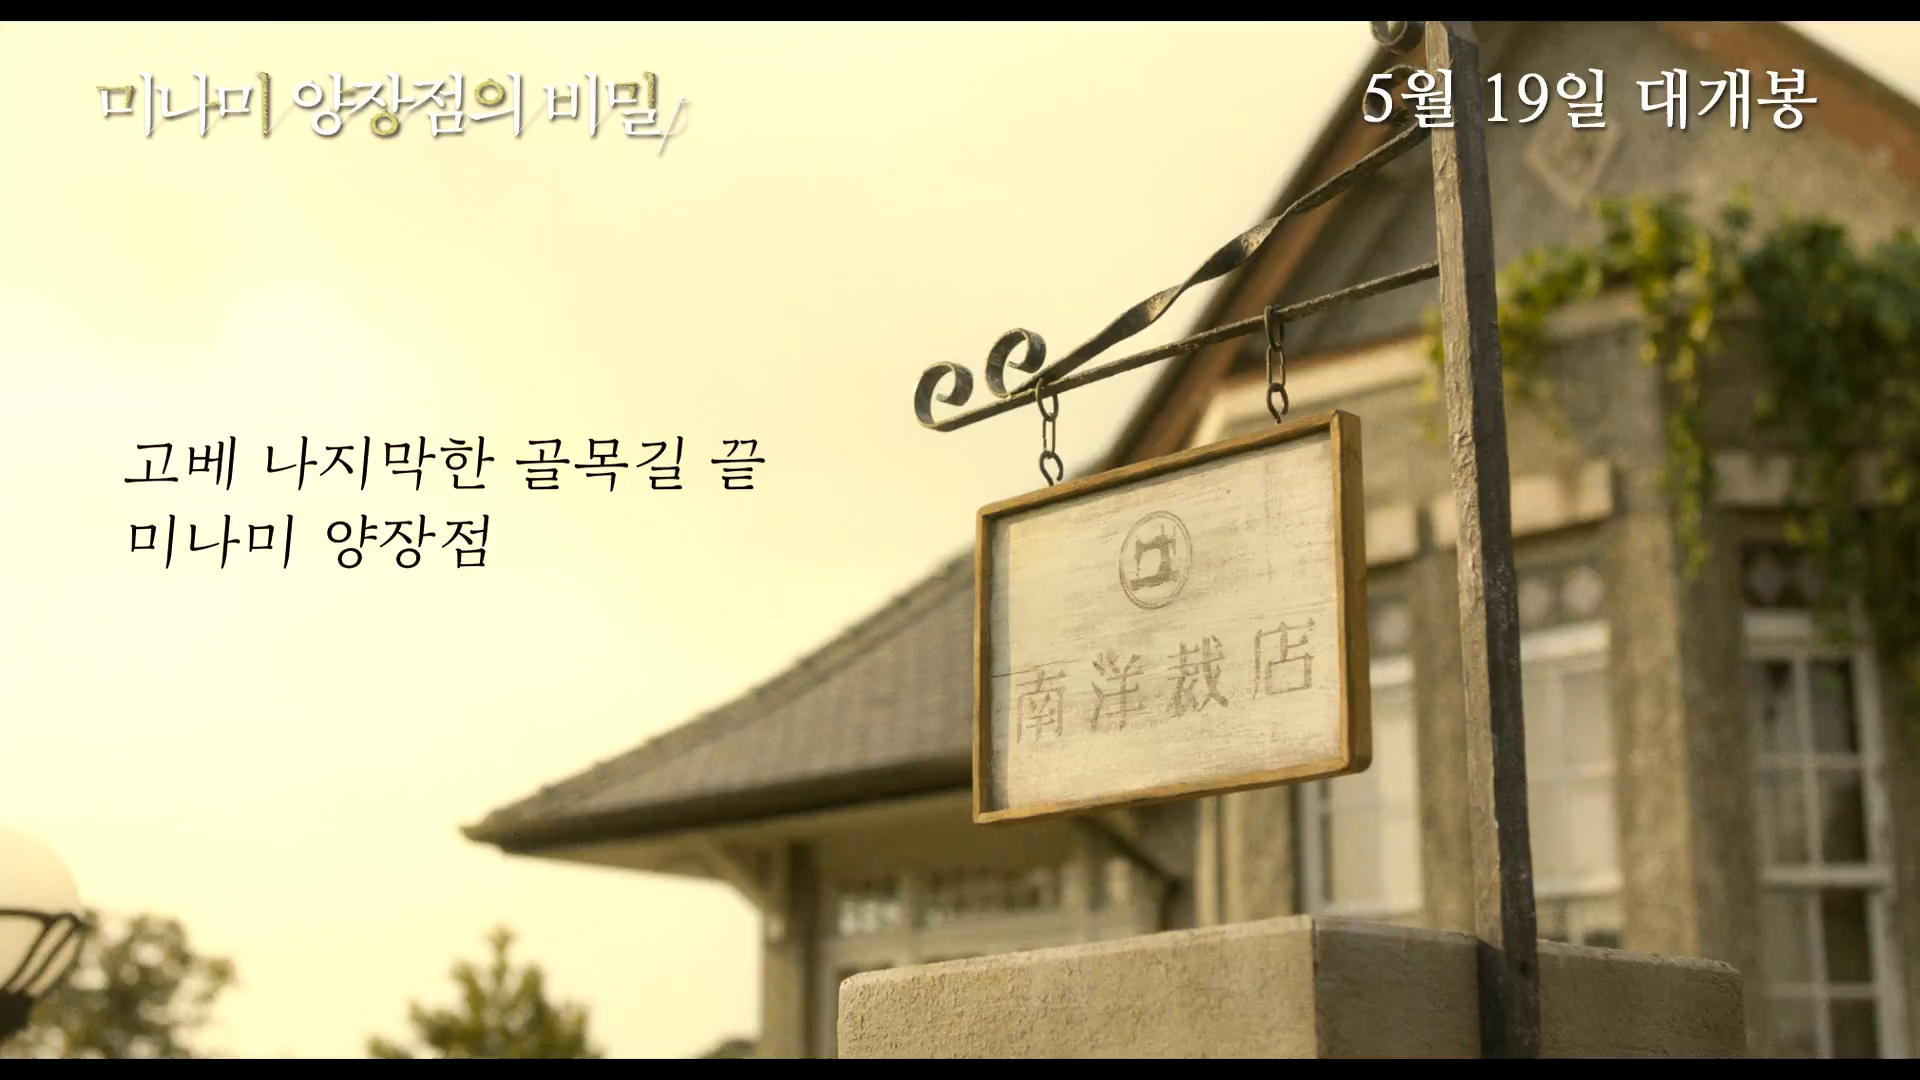 미나미 양장점의 비밀
5월 19일 대개봉
고베 나지막한 골목길 끝
미나미 양장점
南洋裁店